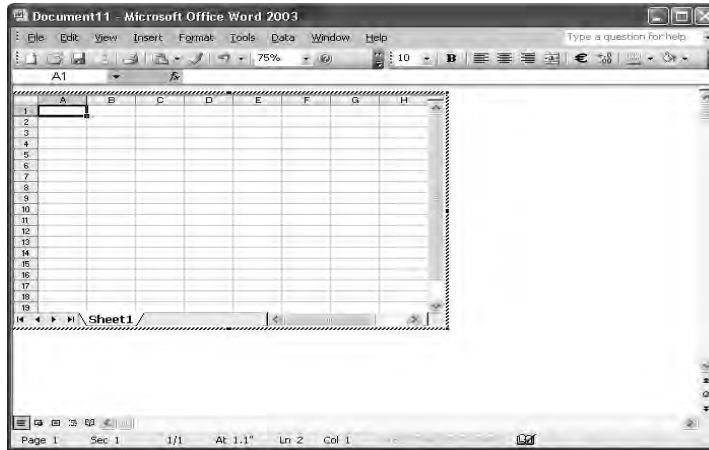 Document11 - Microsoft Office Word 2003
File Edit View Insert Format Tools Data Window Help Type a question for help
75% 10 B €
A1 fx
A B C D E F G H
1
2
3
4
5
6
7
8
9
10
11
12
13
14
15
16
17
18
19
Sheet1
Page 1 Sec 1 1/1 At 1.1" Ln 2 Col 1